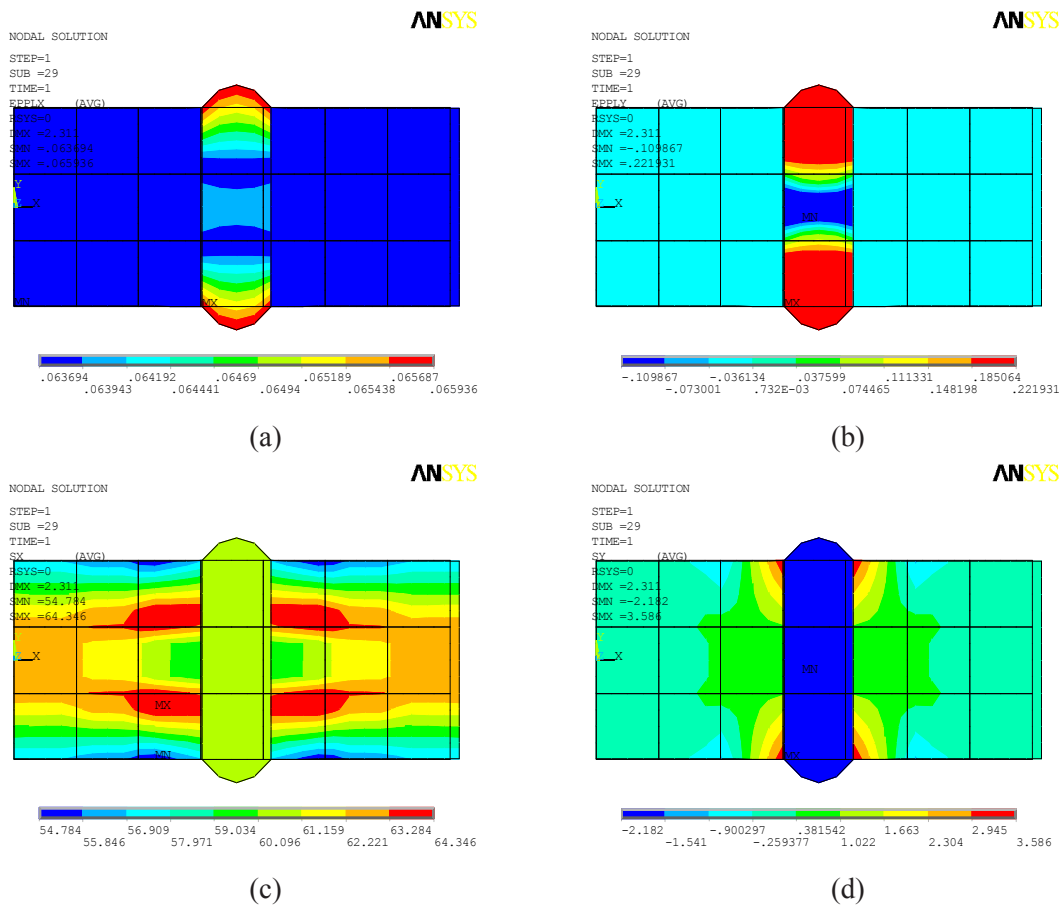 ANSYS
NODAL SOLUTION
STEP=1
SUB =29
TIME=1
EPPLX (AVG)
RSYS=0
DMX =2.311
SMN =.063694
SMX =.065936
Y
Z X
MN
MX
.063694 .064192 .06469 .065189 .065687
.063943 .064441 .06494 .065438 .065936
(a)
ANSYS
NODAL SOLUTION
STEP=1
SUB =29
TIME=1
EPPLY (AVG)
RSYS=0
DMX =2.311
SMN =-.109867
SMX =.221931
Y
Z X
MN
MX
-.109867 -.036134 .037599 .111331 .185064
-.073001 .732E-03 .074465 .148198 .221931
(b)
ANSYS
NODAL SOLUTION
STEP=1
SUB =29
TIME=1
SX (AVG)
RSYS=0
DMX =2.311
SMN =54.784
SMX =64.346
Y
Z X
MX
MN
54.784 56.909 59.034 61.159 63.284
55.846 57.971 60.096 62.221 64.346
(c)
ANSYS
NODAL SOLUTION
STEP=1
SUB =29
TIME=1
SY (AVG)
RSYS=0
DMX =2.311
SMN =-2.182
SMX =3.586
Y
Z X
MN
MX
-2.182 -.900297 .381542 1.663 2.945
-1.541 -.259377 1.022 2.304 3.586
(d)